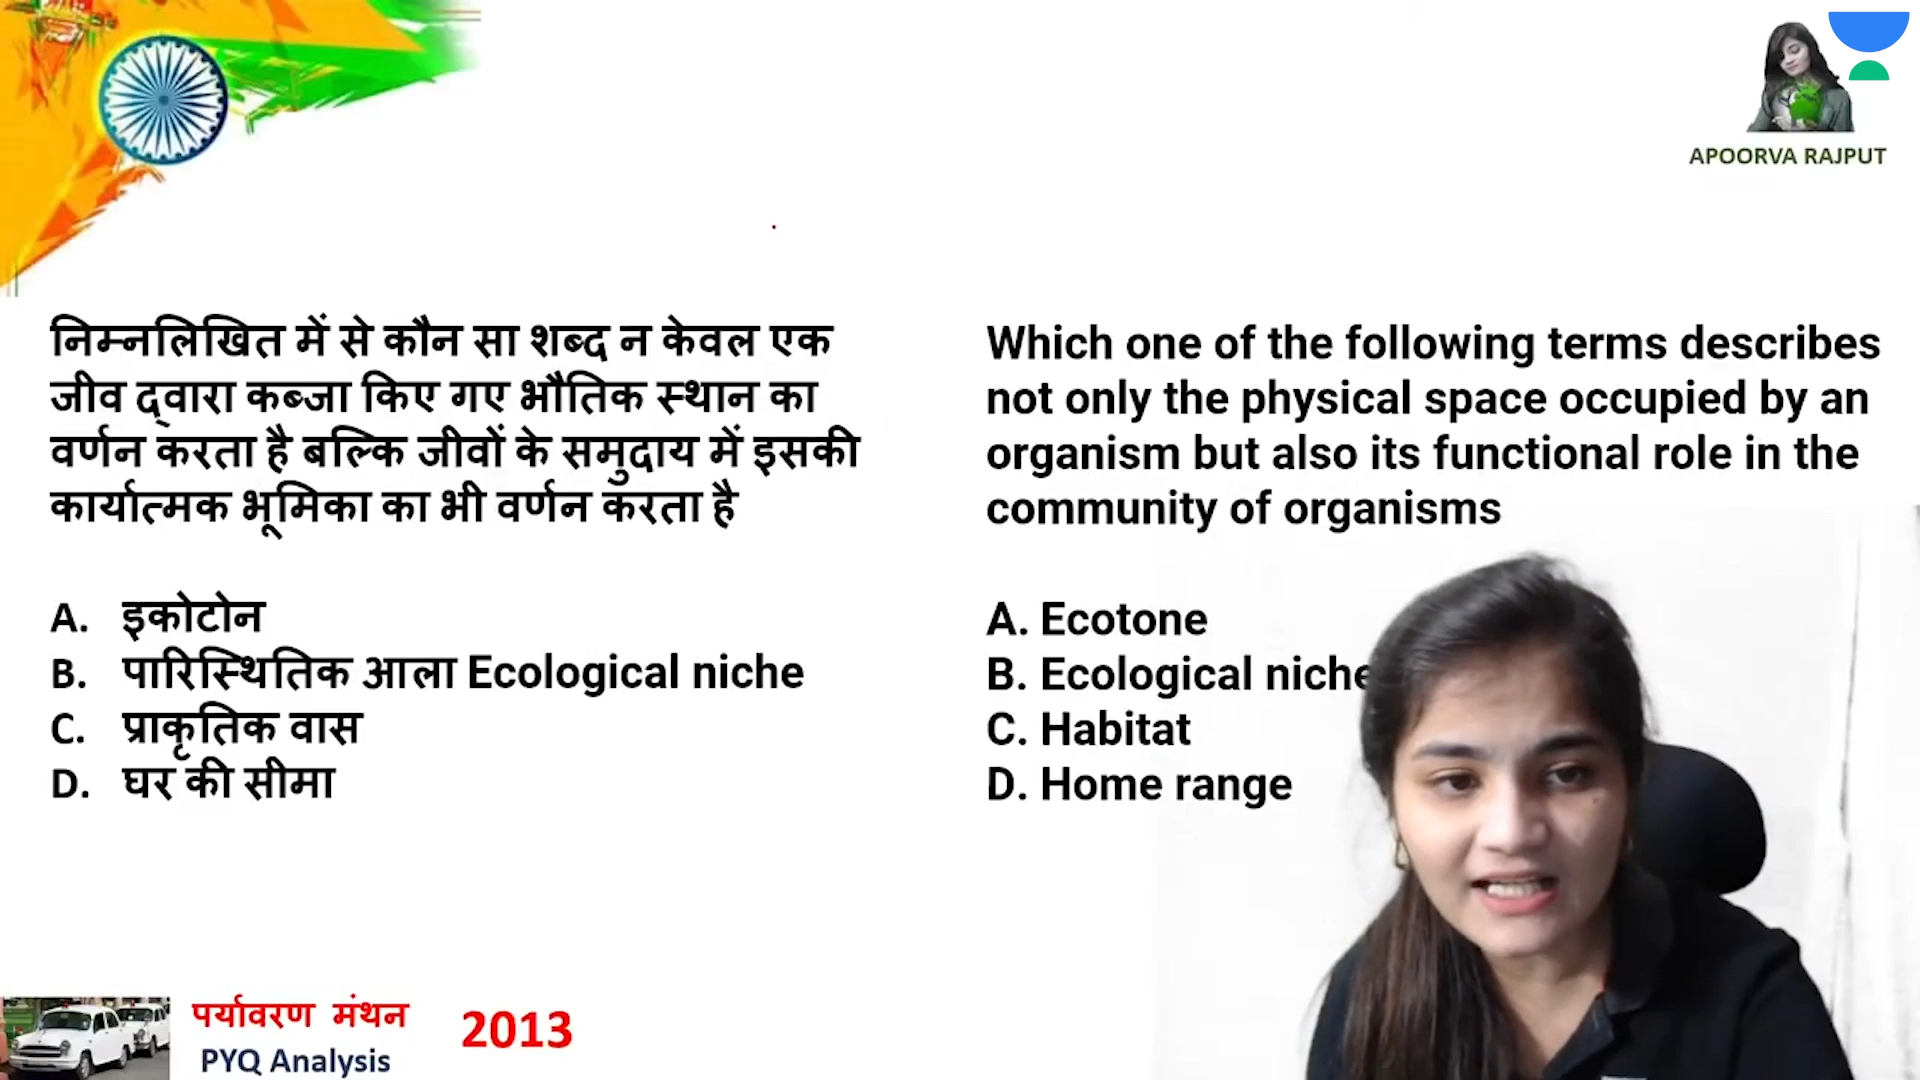 APOORVA RAJPUT
निम्नलिखित में से कौन सा शब्द न केवल एक
जीव द्वारा कब्जा किए गए भौतिक स्थान का
वर्णन करता है बल्कि जीवों के समुदाय में इसकी
कार्यात्मक भूमिका का भी वर्णन करता है
A. इकोटोन
B. पारिस्थितिक आला Ecological niche
C. प्राकृतिक वास
D. घर की सीमा
Which one of the following terms describes
not only the physical space occupied by an
organism but also its functional role in the
community of organisms
A. Ecotone
B. Ecological niche
C. Habitat
D. Home range
पर्यावरण मंथन
PYQ Analysis
2013